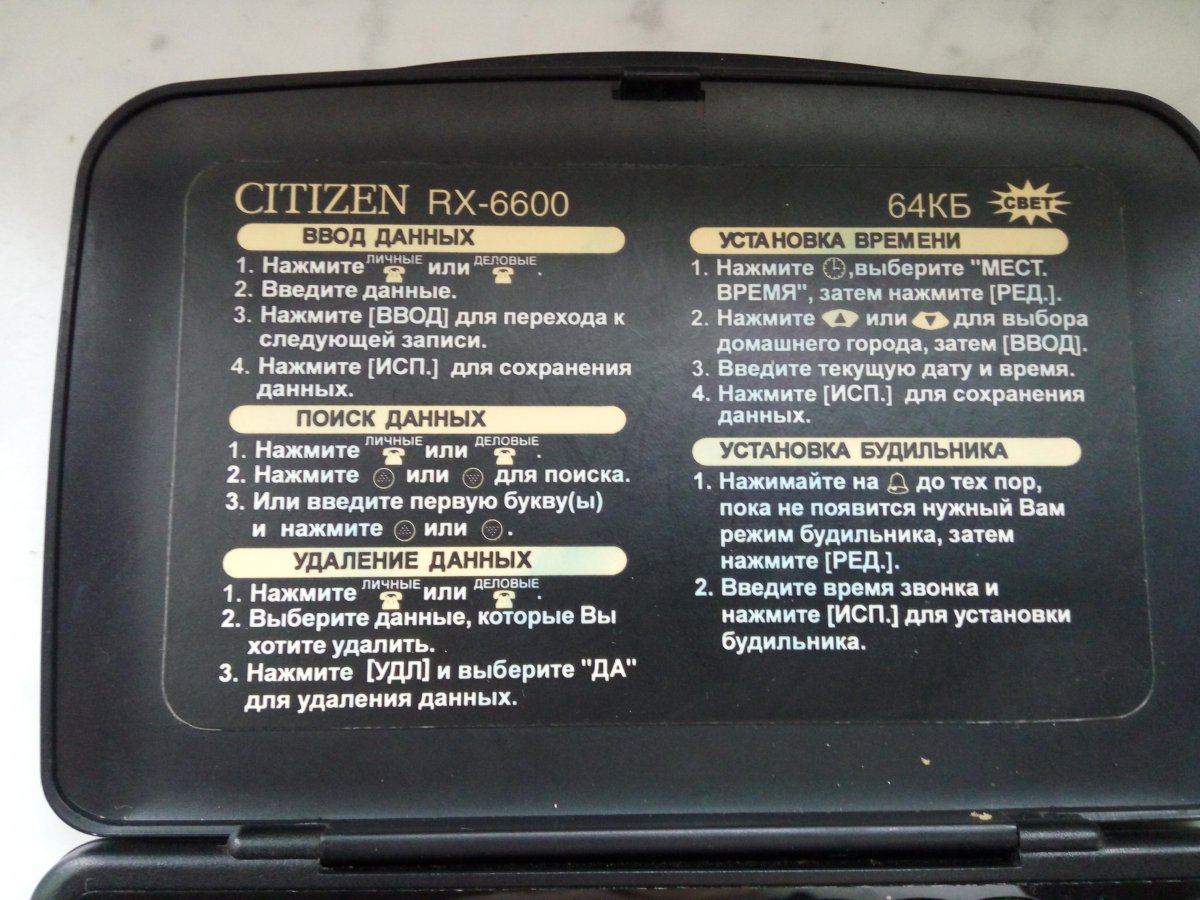 CITIZEN RX-6600
ВВОД ДАННЫХ
1. Нажмите ЛИЧНЫЕ или ДЕЛОВЫЕ.
2. Введите данные.
3. Нажмите [ВВОД] для перехода к
следующей записи.
4. Нажмите [ИСП.] для сохранения
данных.
ПОИСК ДАННЫХ
1. Нажмите ЛИЧНЫЕ или ДЕЛОВЫЕ.
2. Нажмите или для поиска.
3. Или введите первую букву(ы)
и нажмите или .
УДАЛЕНИЕ ДАННЫХ
1. Нажмите ЛИЧНЫЕ или ДЕЛОВЫЕ.
2. Выберите данные, которые Вы
хотите удалить.
3. Нажмите [УДЛ] и выберите "ДА"
для удаления данных.
64КБ СВЕТ
УСТАНОВКА ВРЕМЕНИ
1. Нажмите ,выберите "МЕСТ.
ВРЕМЯ", затем нажмите [РЕД.].
2. Нажмите ▲ или ▼ для выбора
домашнего города, затем [ВВОД].
3. Введите текущую дату и время.
4. Нажмите [ИСП.] для сохранения
данных.
УСТАНОВКА БУДИЛЬНИКА
1. Нажимайте на до тех пор,
пока не появится нужный Вам
режим будильника, затем
нажмите [РЕД.].
2. Введите время звонка и
нажмите [ИСП.] для установки
будильника.